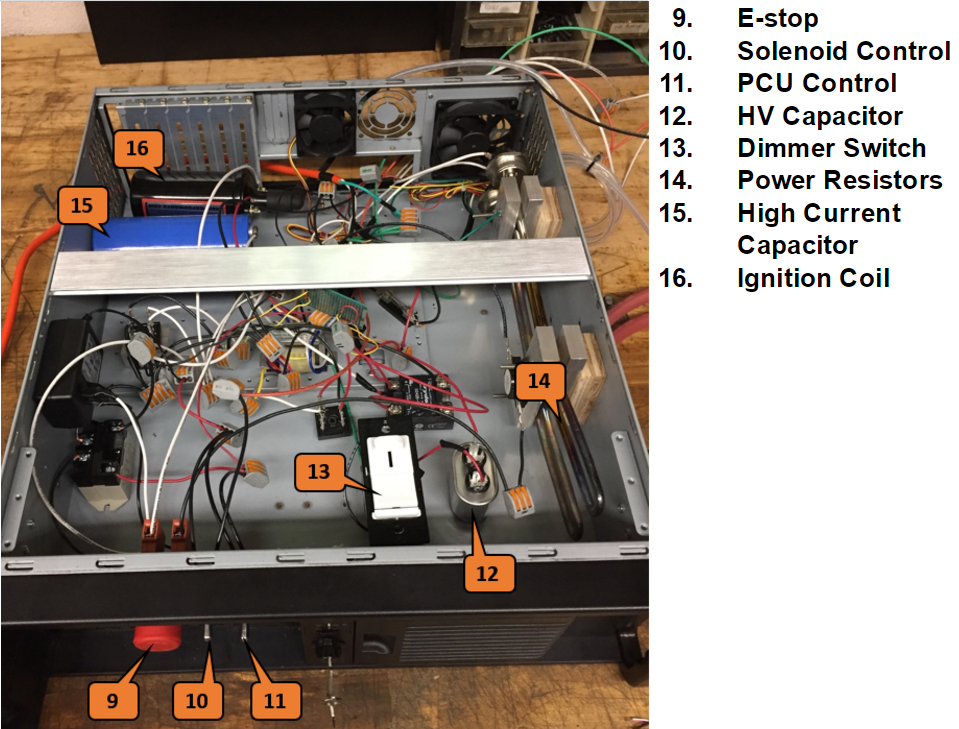 9. E-stop
10. Solenoid Control
11. PCU Control
12. HV Capacitor
13. Dimmer Switch
14. Power Resistors
15. High Current
Capacitor
16. Ignition Coil
16
15
14
13
12
9
10
11